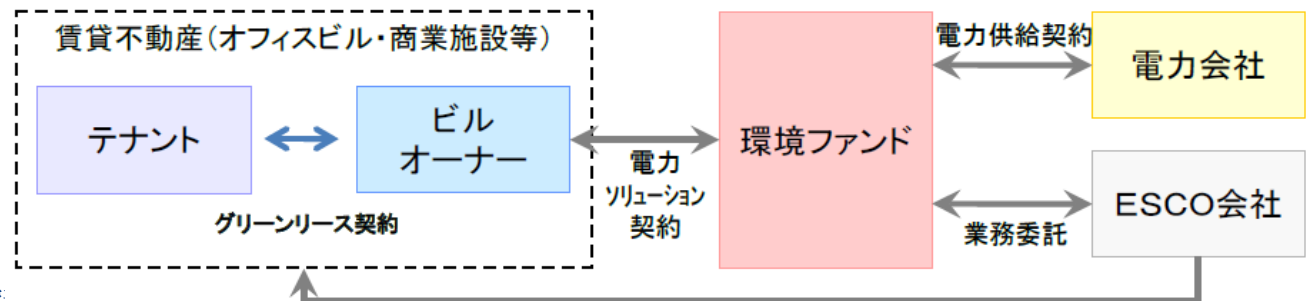 賃貸不動産(オフィスビル・商業施設等)
テナント
ビル
オーナー
グリーンリース契約
電力
ソリューション
契約
環境ファンド
電力供給契約
電力会社
業務委託
ESCO会社